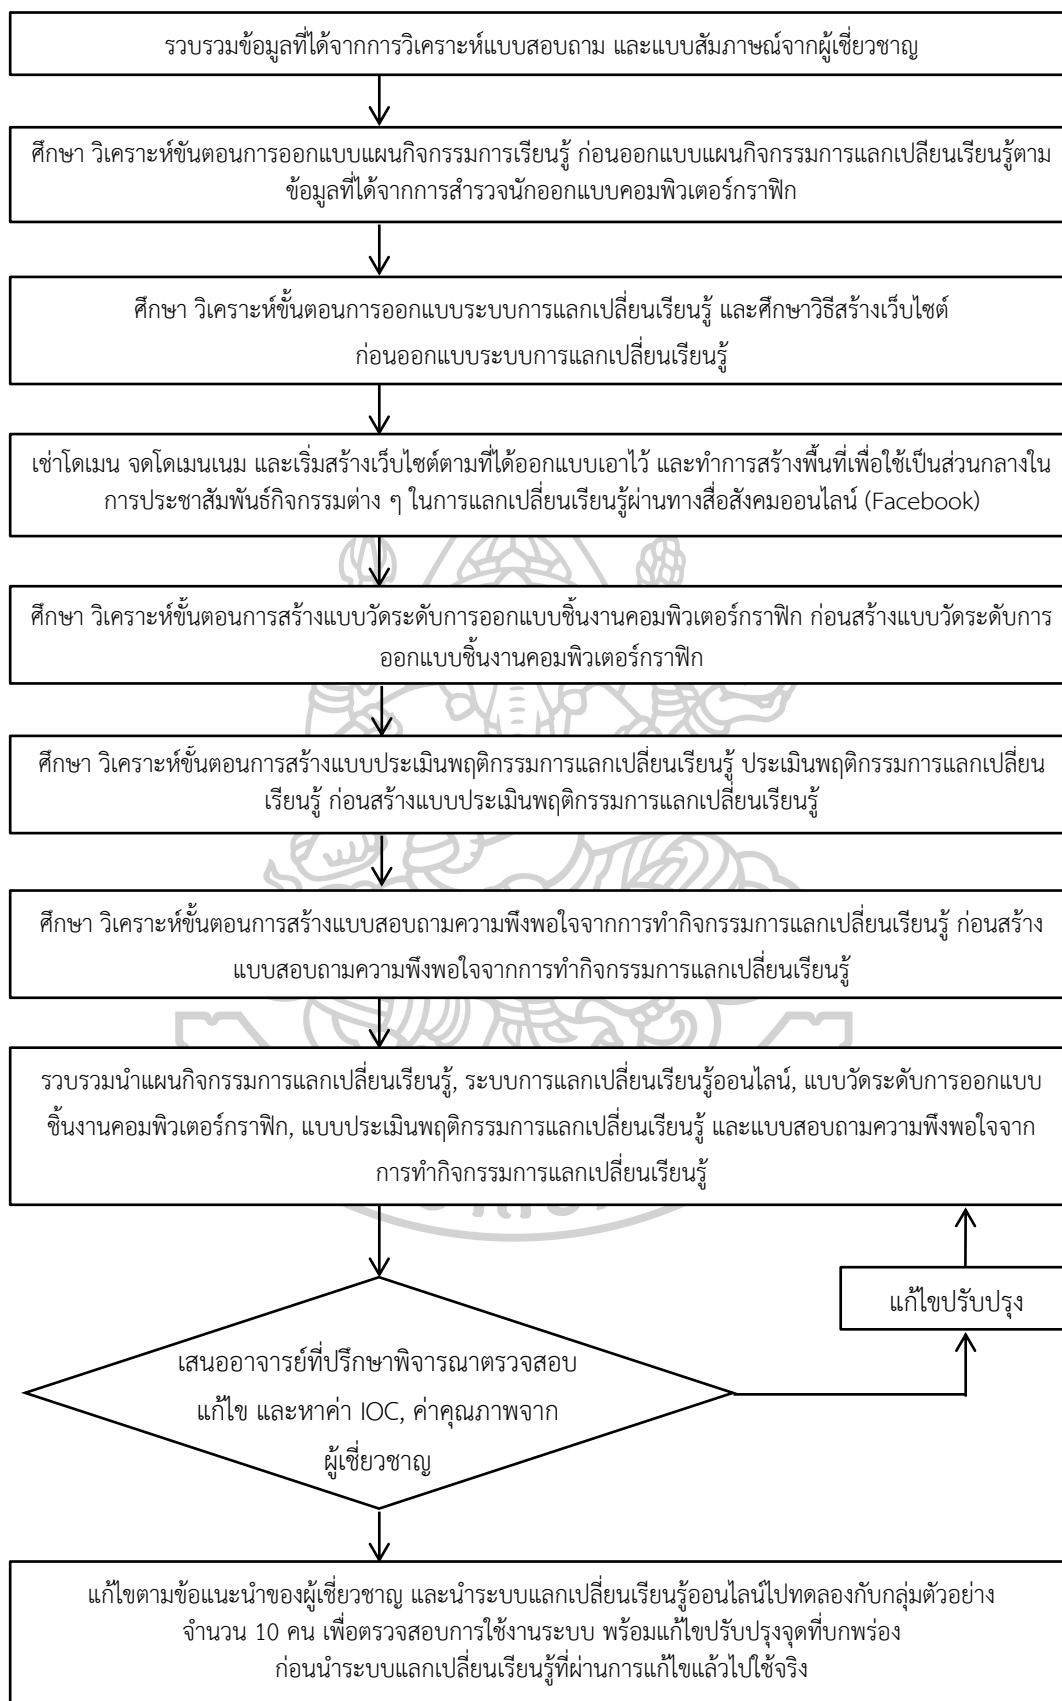 รวบรวมข้อมูลที่ได้จากการวิเคราะห์แบบสอบถาม และแบบสัมภาษณ์จากผู้เชี่ยวชาญ
ศึกษา วิเคราะห์ขั้นตอนการออกแบบแผนกิจกรรมการเรียนรู้ ก่อนออกแบบแผนกิจกรรมการแลกเปลี่ยนเรียนรู้ตาม
ข้อมูลที่ได้จากการสำรวจนักออกแบบคอมพิวเตอร์กราฟิก
ศึกษา วิเคราะห์ขั้นตอนการออกแบบระบบการแลกเปลี่ยนเรียนรู้ และศึกษาวิธีสร้างเว็บไซต์
ก่อนออกแบบระบบการแลกเปลี่ยนเรียนรู้
เช่าโดเมน จดโดเมนเนม และเริ่มสร้างเว็บไซต์ตามที่ได้ออกแบบเอาไว้ และทำการสร้างพื้นที่เพื่อใช้เป็นส่วนกลางใน
การประชาสัมพันธ์กิจกรรมต่าง ๆ ในการแลกเปลี่ยนเรียนรู้ผ่านทางสื่อสังคมออนไลน์ (Facebook)
ศึกษา วิเคราะห์ขั้นตอนการสร้างแบบวัดระดับการออกแบบชิ้นงานคอมพิวเตอร์กราฟิก ก่อนสร้างแบบวัดระดับการ
ออกแบบชิ้นงานคอมพิวเตอร์กราฟิก
ศึกษา วิเคราะห์ขั้นตอนการสร้างแบบประเมินพฤติกรรมการแลกเปลี่ยนเรียนรู้ ประเมินพฤติกรรมการแลกเปลี่ยน
เรียนรู้ ก่อนสร้างแบบประเมินพฤติกรรมการแลกเปลี่ยนเรียนรู้
ศึกษา วิเคราะห์ขั้นตอนการสร้างแบบสอบถามความพึงพอใจจากการทำกิจกรรมการแลกเปลี่ยนเรียนรู้ ก่อนสร้าง
แบบสอบถามความพึงพอใจจากการทำกิจกรรมการแลกเปลี่ยนเรียนรู้
รวบรวมนำแผนกิจกรรมการแลกเปลี่ยนเรียนรู้, ระบบการแลกเปลี่ยนเรียนรู้ออนไลน์, แบบวัดระดับการออกแบบ
ชิ้นงานคอมพิวเตอร์กราฟิก, แบบประเมินพฤติกรรมการแลกเปลี่ยนเรียนรู้ และแบบสอบถามความพึงพอใจจาก
การทำกิจกรรมการแลกเปลี่ยนเรียนรู้
แก้ไขปรับปรุง
เสนออาจารย์ที่ปรึกษาพิจารณาตรวจสอบ
แก้ไข และหาค่า IOC, ค่าคุณภาพจาก
ผู้เชี่ยวชาญ
แก้ไขตามข้อแนะนำของผู้เชี่ยวชาญ และนำระบบแลกเปลี่ยนเรียนรู้ออนไลน์ไปทดลองกับกลุ่มตัวอย่าง
จำนวน 10 คน เพื่อตรวจสอบการใช้งานระบบ พร้อมแก้ไขปรับปรุงจุดที่บกพร่อง
ก่อนนำระบบแลกเปลี่ยนเรียนรู้ที่ผ่านการแก้ไขแล้วไปใช้จริง